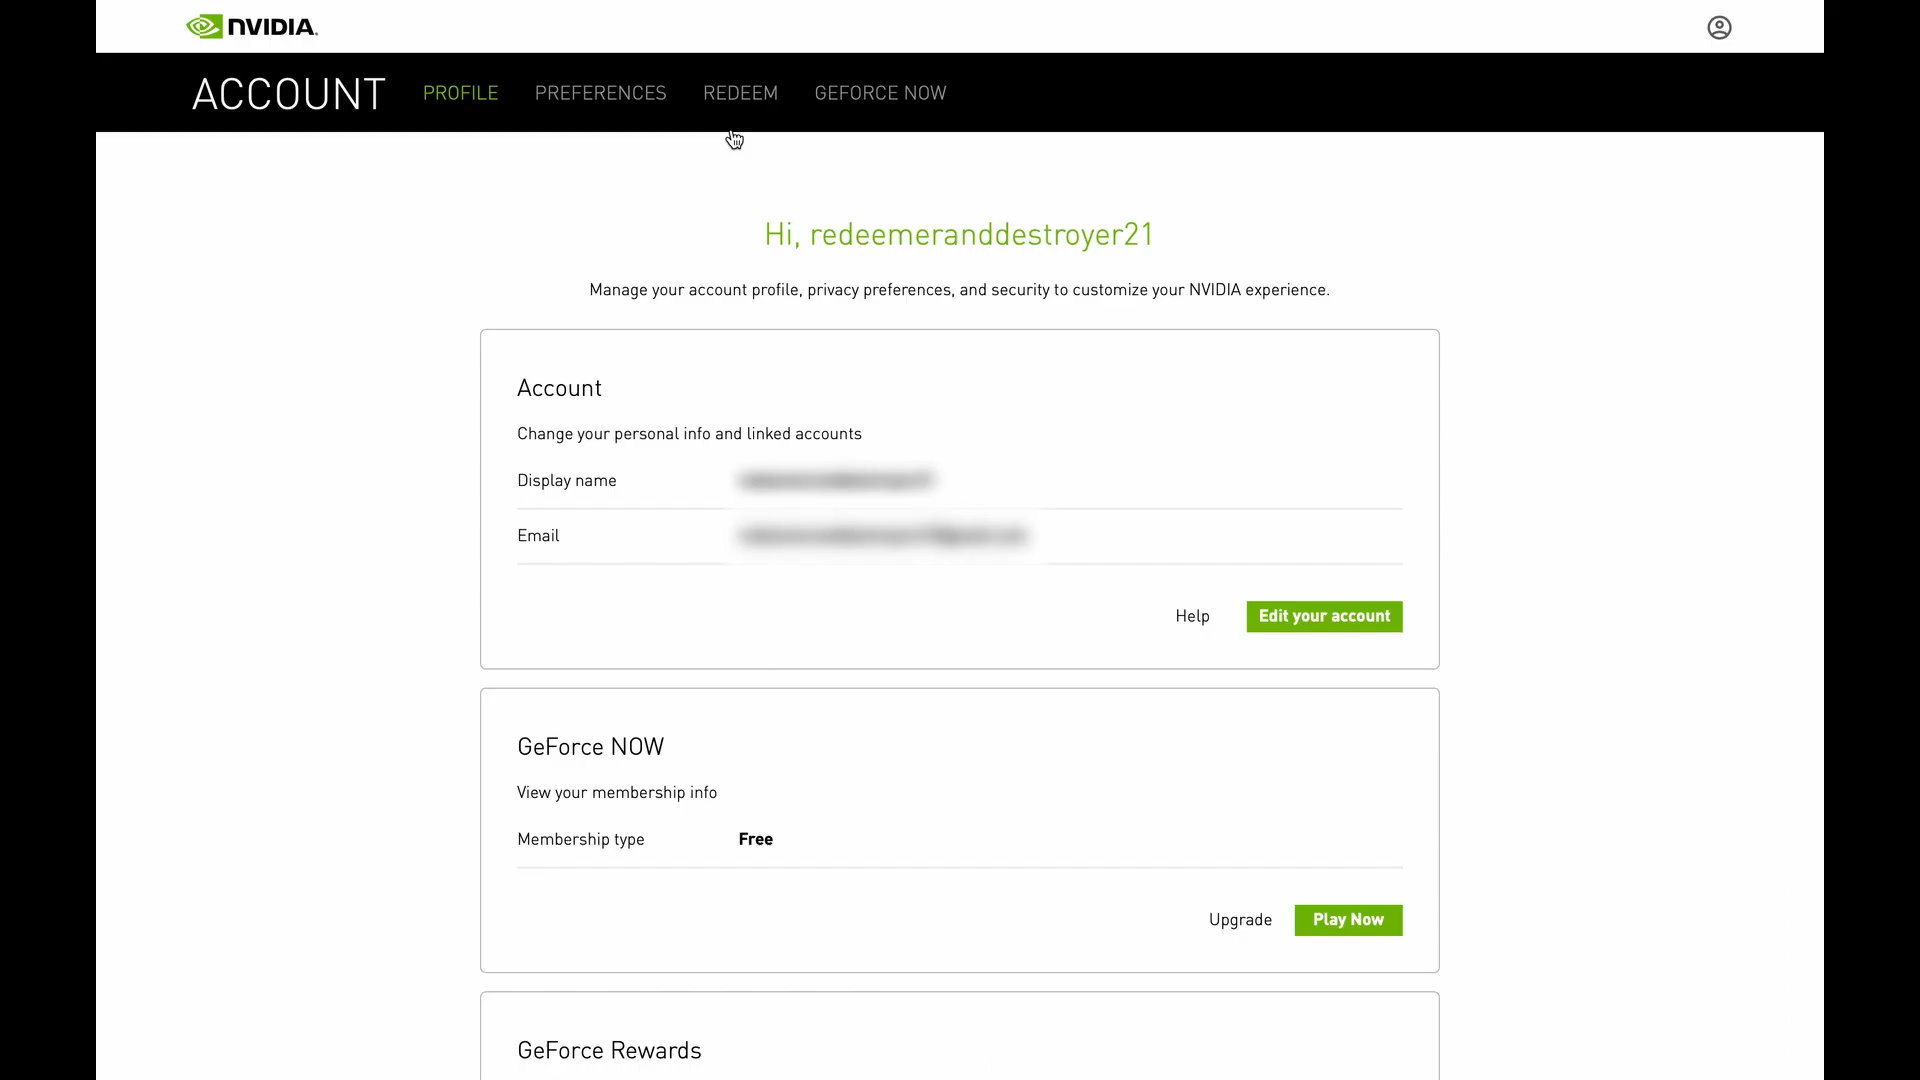 NVIDIA.
ACCOUNT PROFILE PREFERENCES REDEEM GEFORCE NOW
Hi, redeemeranddestroyer21
Manage your account profile, privacy preferences, and security to customize your NVIDIA experience.
Account
Change your personal info and linked accounts
Display name
Email
Help Edit your account
GeForce NOW
View your membership info
Membership type Free
Upgrade Play Now
GeForce Rewards